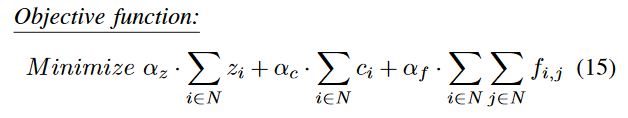 Objective function:
Minimize α_z · ∑_{i∈N} z_i + α_c · ∑_{i∈N} c_i + α_f · ∑_{i∈N} ∑_{j∈N} f_{i,j} (15)